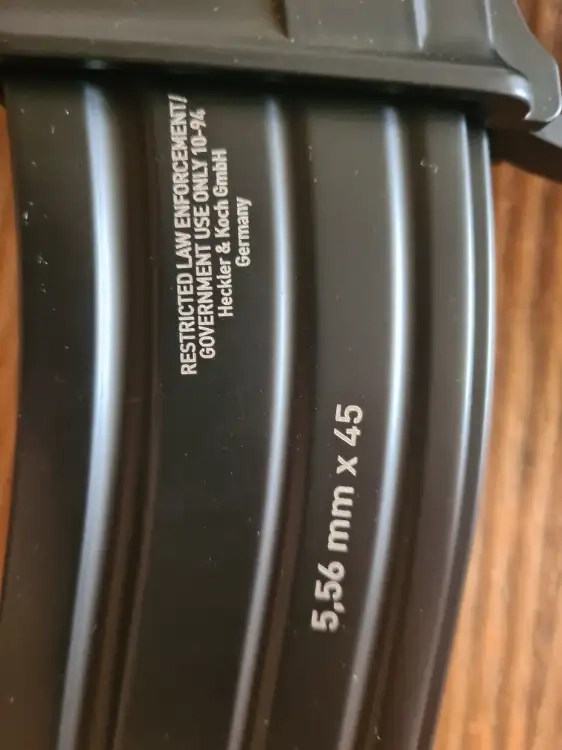 RESTRICTED LAW ENFORCEMENT/
GOVERNMENT USE ONLY 10-94
Heckler & Koch GmbH
Germany
5,56 mm x 45